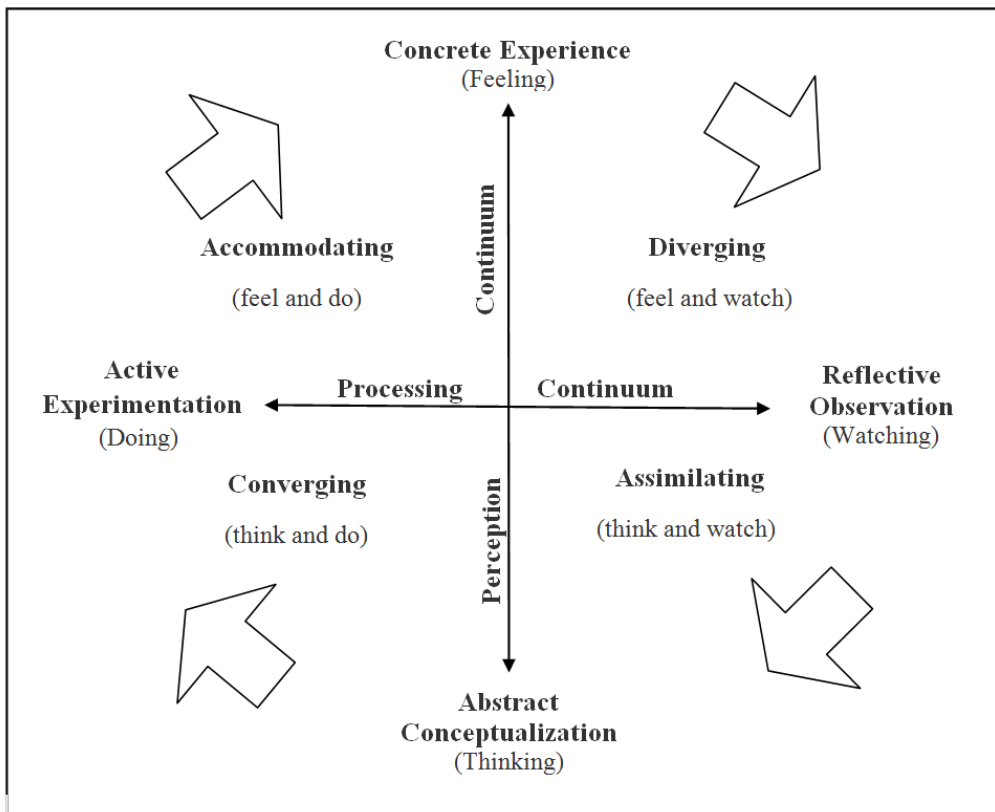 Concrete Experience
(Feeling)
Continuum
Accommodating
(feel and do)
Diverging
(feel and watch)
Active
Experimentation
(Doing)
Processing
Continuum
Reflective
Observation
(Watching)
Converging
(think and do)
Assimilating
(think and watch)
Perception
Abstract
Conceptualization
(Thinking)